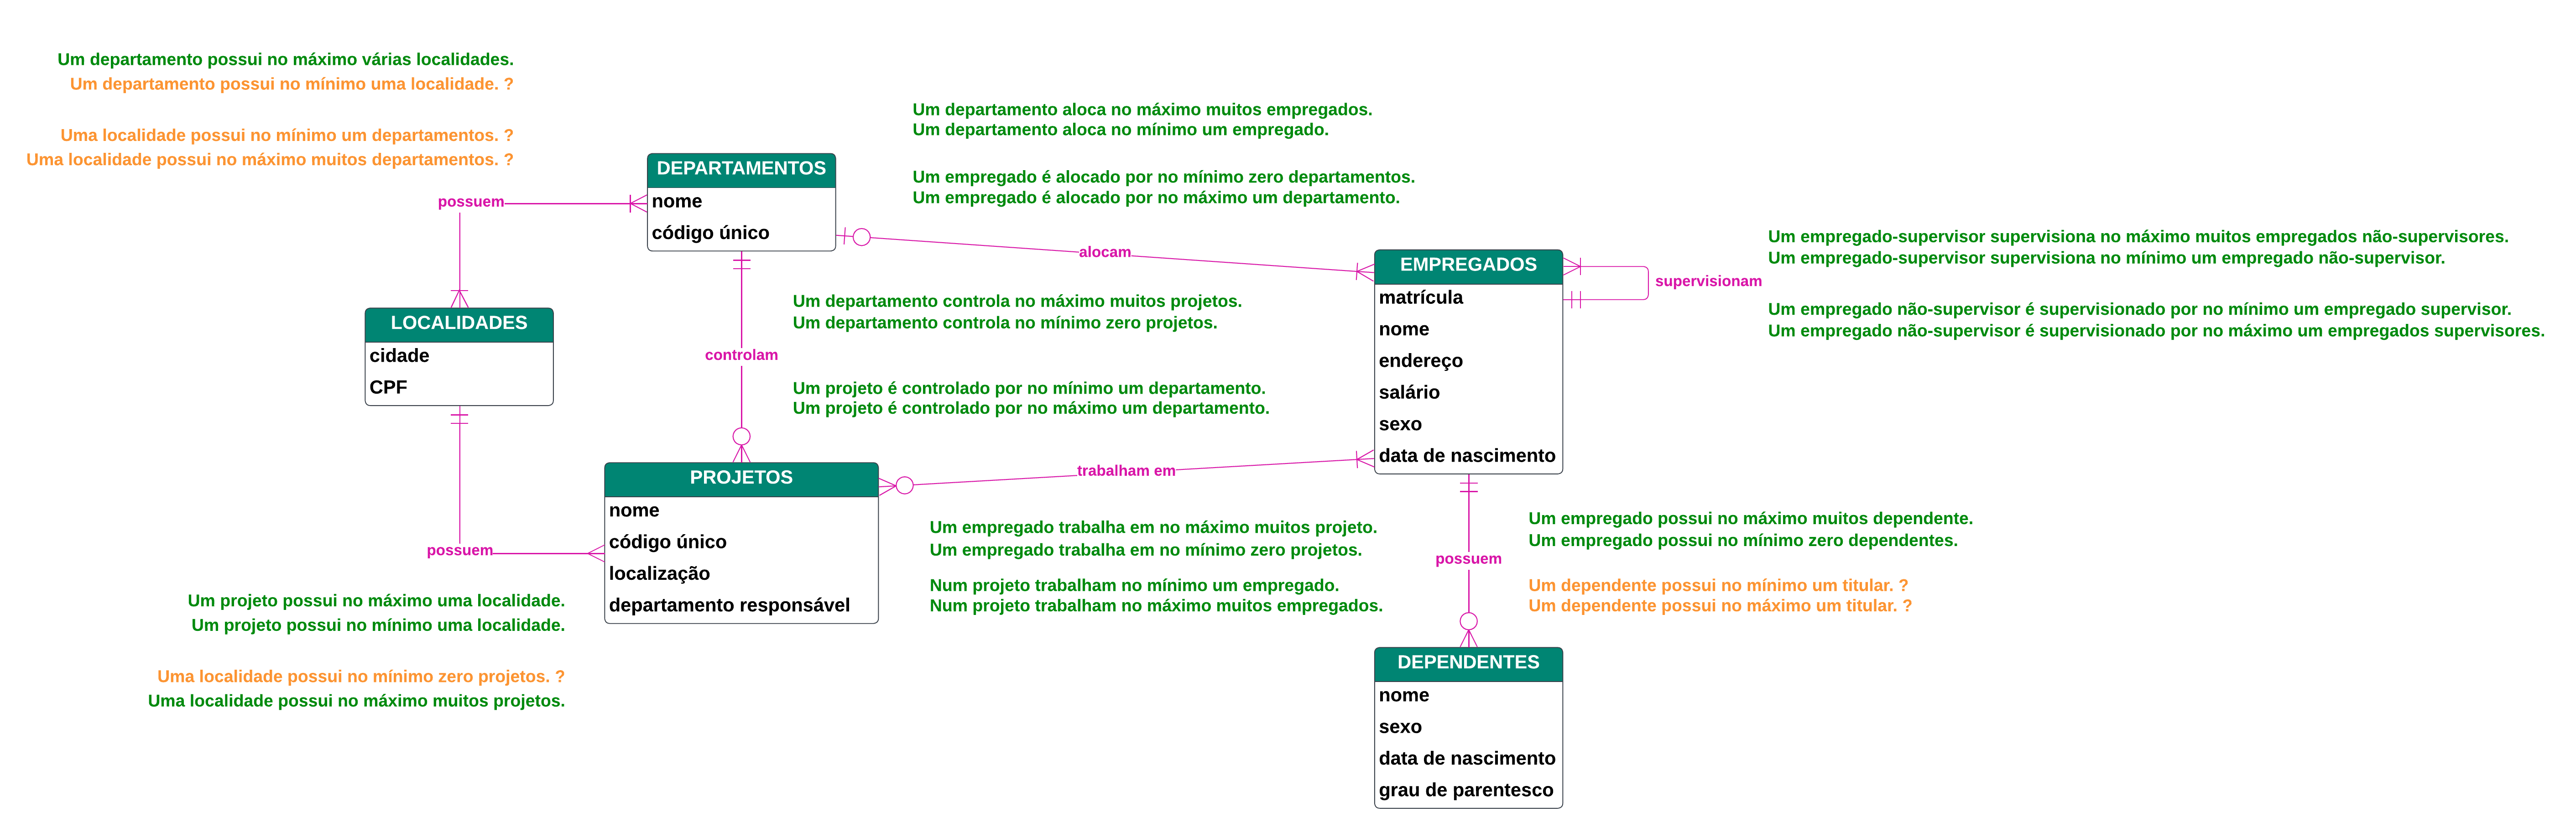 Um departamento possui no máximo várias localidades.
Um departamento possui no mínimo uma localidade. ?
Uma localidade possui no mínimo um departamentos. ?
Uma localidade possui no máximo muitos departamentos. ?
possuem
DEPARTAMENTOS
nome
código único
Um departamento aloca no máximo muitos empregados.
Um departamento aloca no mínimo um empregado.
Um empregado é alocado por no mínimo zero departamentos.
Um empregado é alocado por no máximo um departamento.
alocam
EMPREGADOS
matrícula
nome
endereço
salário
sexo
data de nascimento
supervisionam
Um empregado-supervisor supervisiona no máximo muitos empregados não-supervisores.
Um empregado-supervisor supervisiona no mínimo um empregado não-supervisor.
Um empregado não-supervisor é supervisionado por no mínimo um empregado supervisor.
Um empregado não-supervisor é supervisionado por no máximo um empregados supervisores.
LOCALIDADES
cidade
CPF
controlam
Um departamento controla no máximo muitos projetos.
Um departamento controla no mínimo zero projetos.
Um projeto é controlado por no mínimo um departamento.
Um projeto é controlado por no máximo um departamento.
PROJETOS
nome
código único
localização
departamento responsável
trabalham em
Um empregado trabalha em no máximo muitos projeto.
Um empregado trabalha em no mínimo zero projetos.
Num projeto trabalham no mínimo um empregado.
Num projeto trabalham no máximo muitos empregados.
possuem
Um projeto possui no máximo uma localidade.
Um projeto possui no mínimo uma localidade.
Uma localidade possui no mínimo zero projetos. ?
Uma localidade possui no máximo muitos projetos.
possuem
Um empregado possui no máximo muitos dependente.
Um empregado possui no mínimo zero dependentes.
Um dependente possui no mínimo um titular. ?
Um dependente possui no máximo um titular. ?
DEPENDENTES
nome
sexo
data de nascimento
grau de parentesco